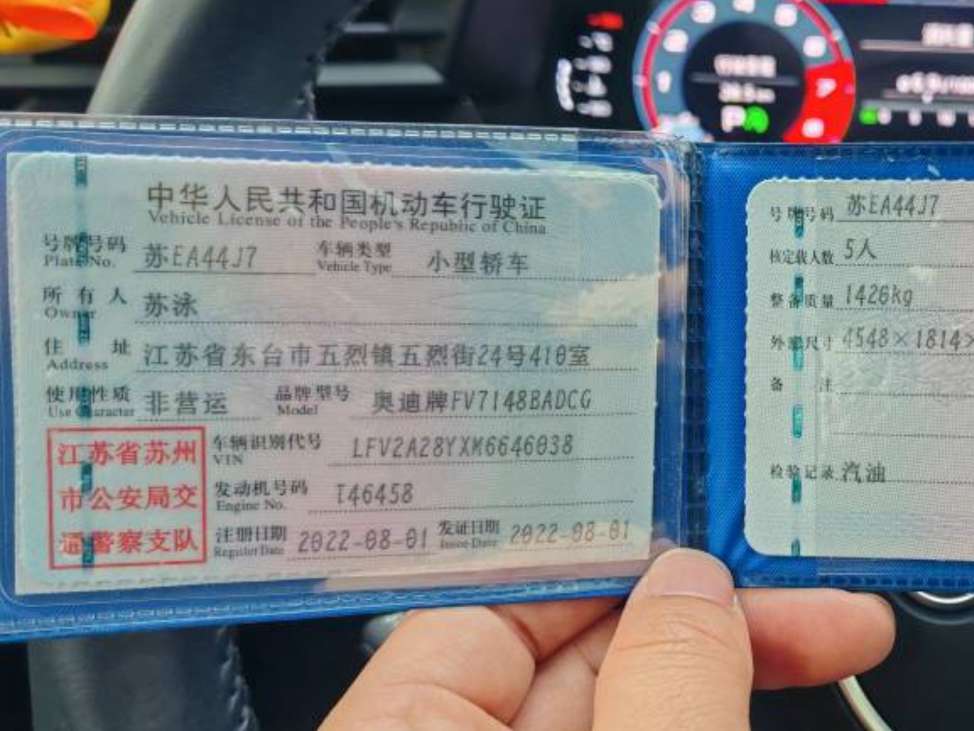 中华人民共和国机动车行驶证
Vehicle License of the People's Republic of China
号牌号码 苏EA44J7 车辆类型 小型轿车
Plate No. Vehicle Type
所有人 苏泳
Owner
住址 江苏省东台市五烈镇五烈街24号410室
Address
使用性质 非营运 品牌型号 奥迪牌FV7148BADCG
Use Character Model
江苏省苏州
市公安局交
通警察支队
车辆识别代号 LFV2A28YXM6646038
VIN
发动机号码 T46458
Engine No.
注册日期 2022-08-01 发证日期 2022-08-01
Register Date Issue Date
号牌号码 苏EA44J7
核定载人数 5人
整备质量 1426kg
外廓尺寸 4548×1814×
备注
检验记录 汽油
P